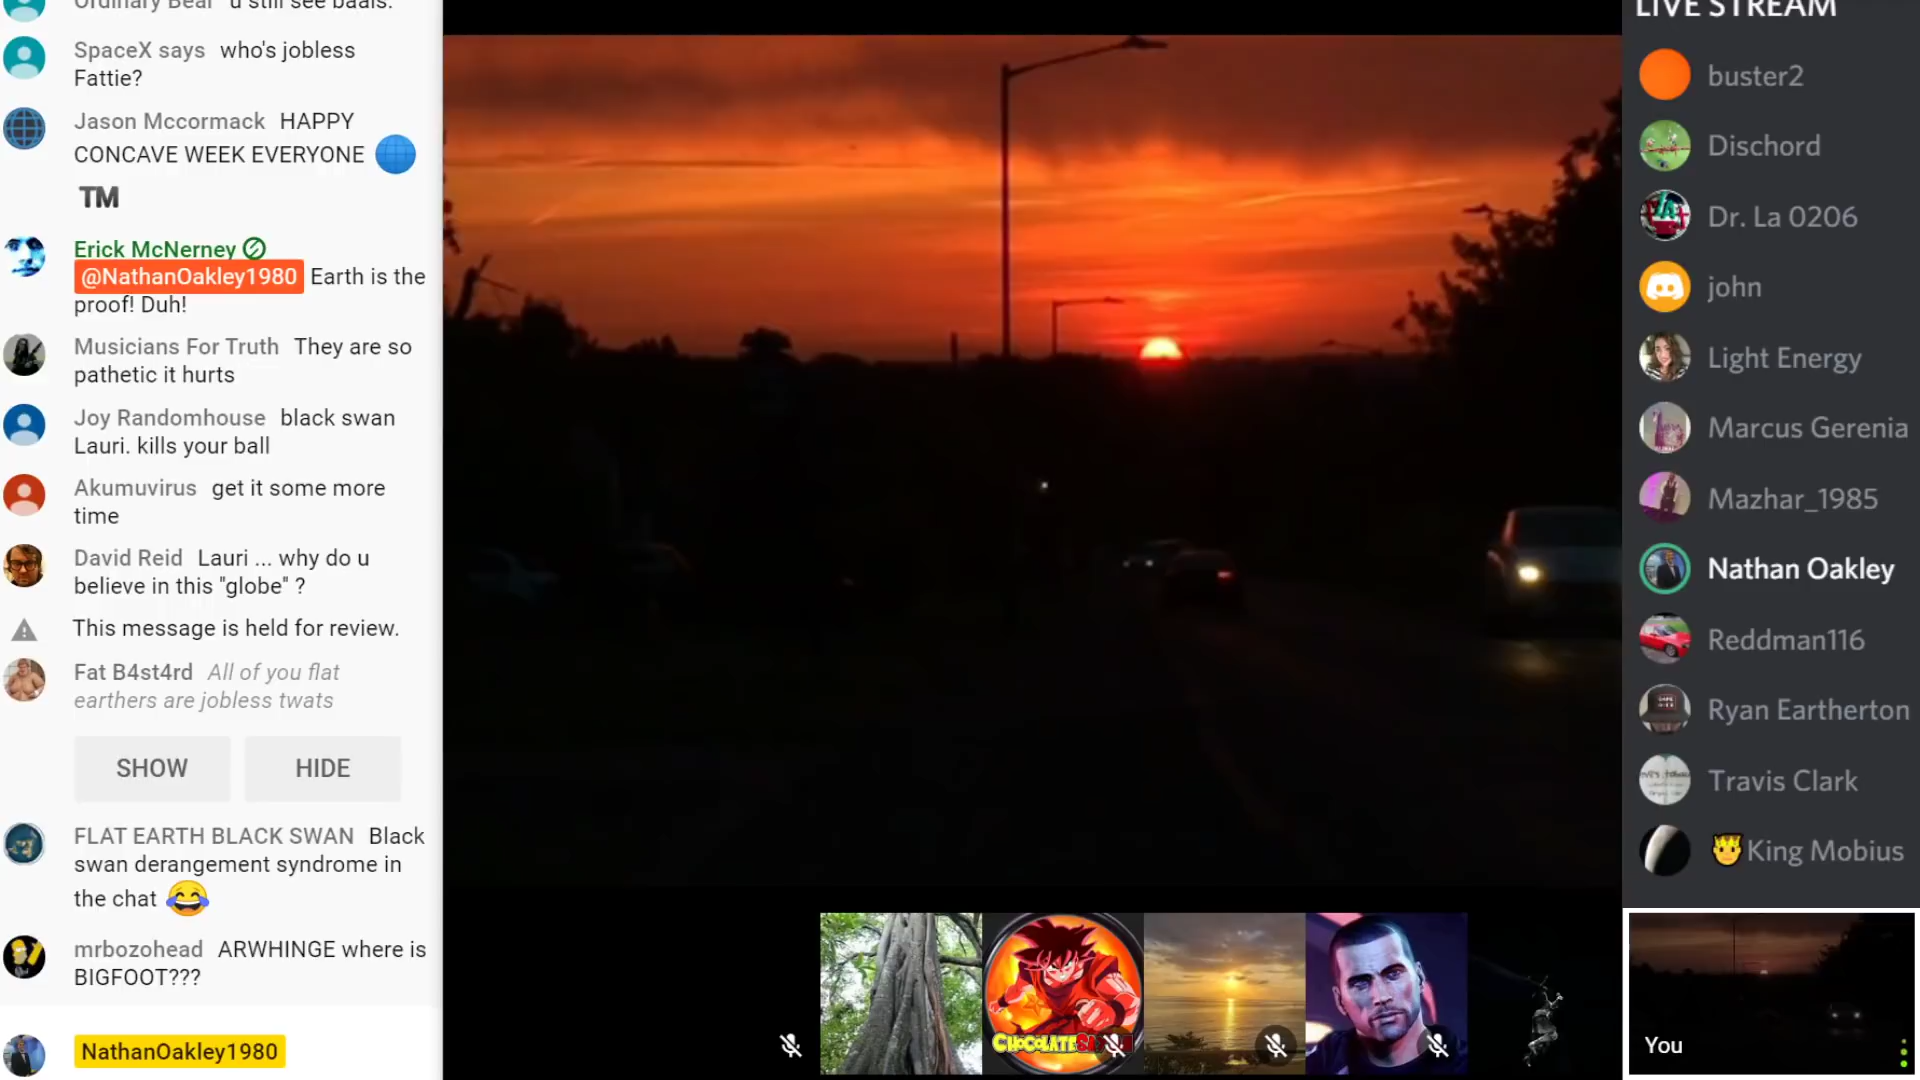 Ordinary Bear u still see baals.
SpaceX says who's jobless
Fattie?
Jason Mccormack HAPPY
CONCAVE WEEK EVERYONE
TM
Erick McNerney
@NathanOakley1980 Earth is the
proof! Duh!
Musicians For Truth They are so
pathetic it hurts
Joy Randomhouse black swan
Lauri. kills your ball
Akumuvirus get it some more
time
David Reid Lauri ... why do u
believe in this "globe" ?
This message is held for review.
Fat B4st4rd All of you flat
earthers are jobless twats
SHOW HIDE
FLAT EARTH BLACK SWAN Black
swan derangement syndrome in
the chat
mrbozohead ARWHINGE where is
BIGFOOT???
NathanOakley1980
LIVE STREAM
buster2
Dischord
Dr. La 0206
john
Light Energy
Marcus Gerenia
Mazhar_1985
Nathan Oakley
Reddman116
Ryan Eartherton
Travis Clark
King Mobius
You